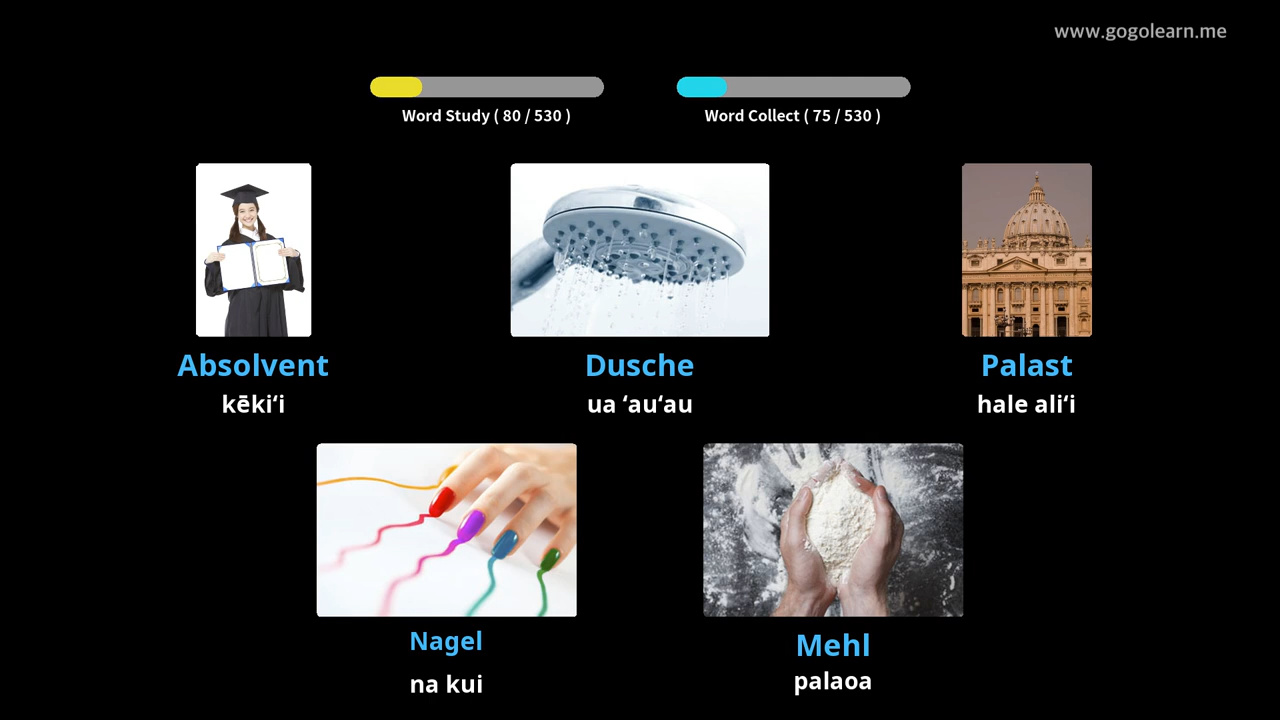 www.gogolearn.me
Word Study ( 80 / 530 )
Word Collect ( 75 / 530 )
Absolvent
kēkiʻi
Dusche
ua ʻauʻau
Palast
hale aliʻi
Nagel
na kui
Mehl
palaoa